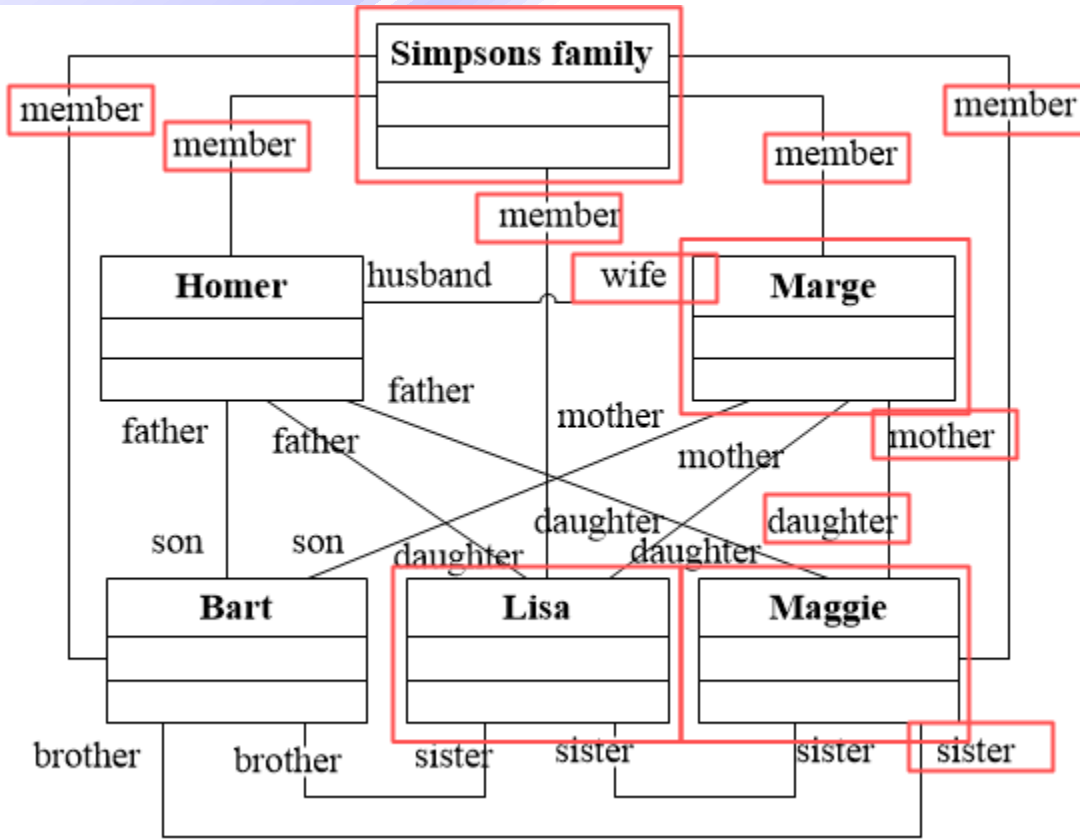 Simpsons family
member
member
member
member
member
Homer
husband
wife
Marge
father
father
father
mother
mother
mother
son
son
daughter
daughter
daughter
daughter
Bart
Lisa
Maggie
brother
brother
sister
sister
sister
sister